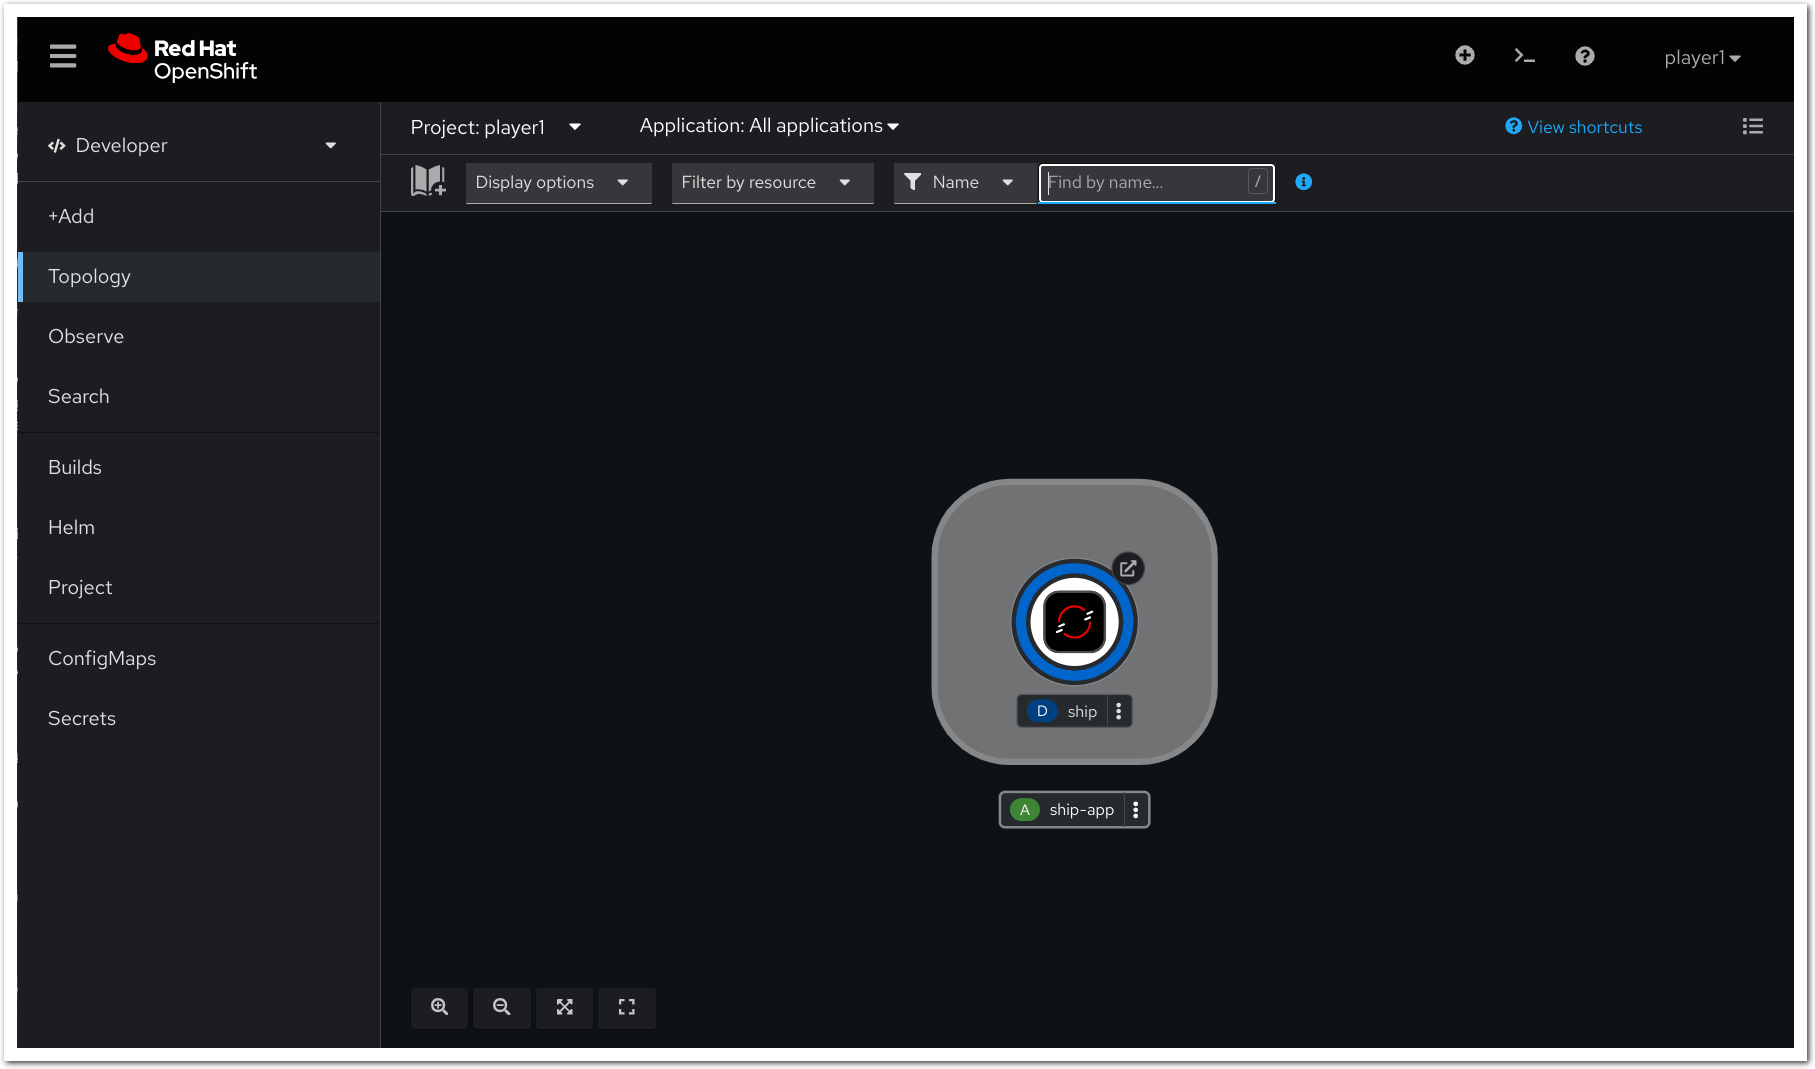 Red Hat
OpenShift
player1
Developer
Project: player1
Application: All applications
View shortcuts
Display options
Filter by resource
Name
Find by name...
/
+Add
Topology
Observe
Search
Builds
Helm
Project
ConfigMaps
Secrets
D ship
A ship-app